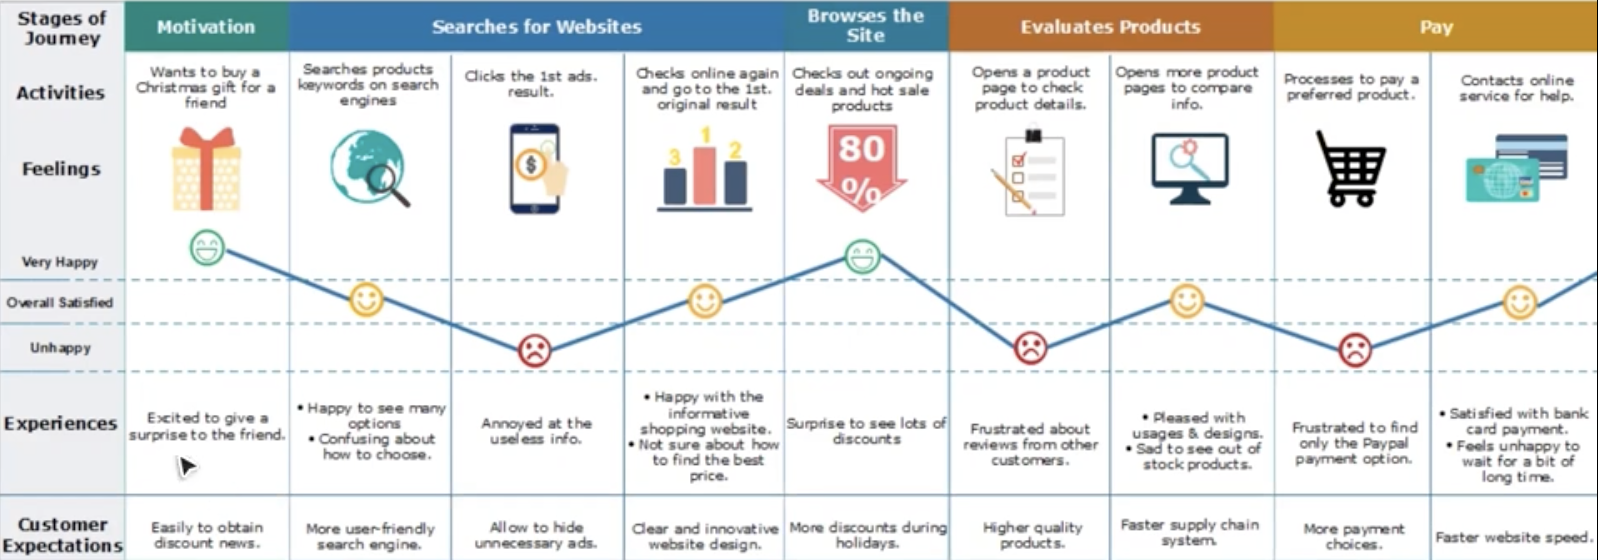 Stages of
Journey
Motivation
Searches for Websites
Browses the
Site
Evaluates Products
Pay
Activities
Wants to buy a
Christmas gift for a
friend
Searches products
keywords on search
engines
Clicks the 1st ads.
result.
Checks online again
and go to the 1st.
original result
Checks out ongoing
deals and hot sale
products
Opens a product
page to check
product details.
Opens more product
pages to compare
info.
Processes to pay a
preferred product.
Contacts online
service for help.
Feelings
$
3
1
2
80
%
Very Happy
Overall Satisfied
Unhappy
Experiences
Excited to give a
surprise to the friend.
• Happy to see many
options
• Confusing about
how to choose.
Annoyed at the
useless info.
• Happy with the
informative
shopping website.
• Not sure about how
to find the best
price.
Surprise to see lots of
discounts
Frustrated about
reviews from other
customers.
• Pleased with
usages & designs.
• Sad to see out of
stock products.
Frustrated to find
only the Paypal
payment option.
• Satisfied with bank
card payment.
• Feels unhappy to
wait for a bit of
long time.
Customer
Expectations
Easily to obtain
discount news.
More user-friendly
search engine.
Allow to hide
unnecessary ads.
Clear and innovative
website design.
More discounts during
holidays.
Higher quality
products.
Faster supply chain
system.
More payment
choices.
Faster website speed.